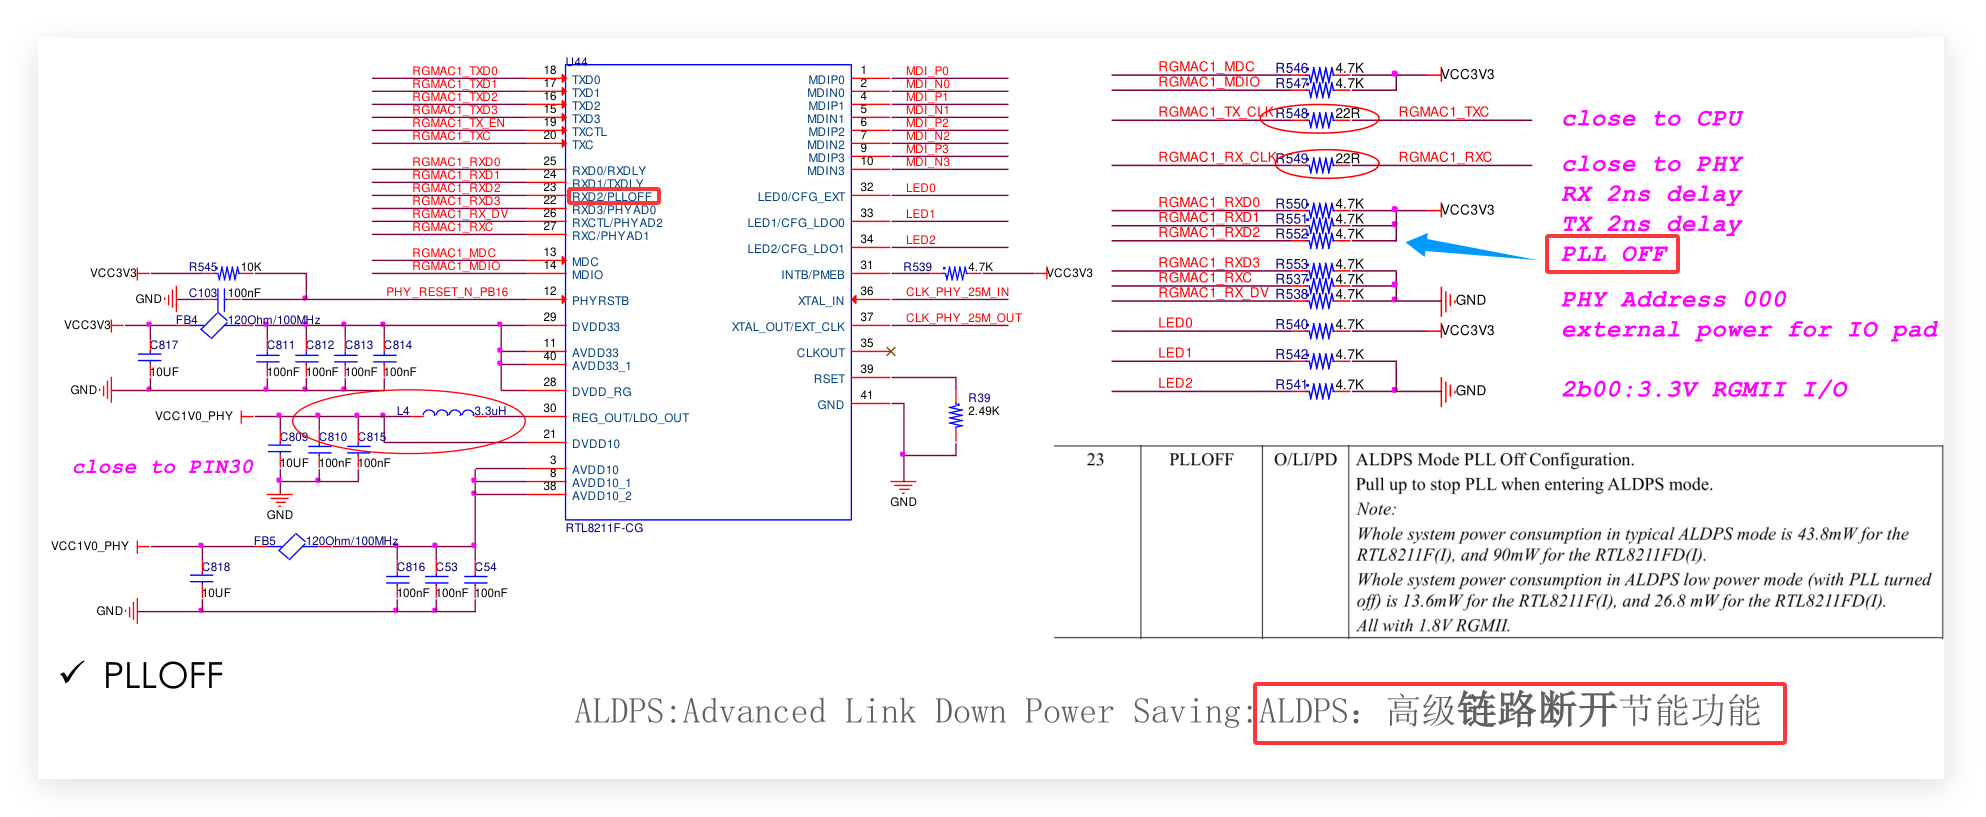 U44
RGMAC1_TXD0 18 TXD0
RGMAC1_TXD1 17 TXD1
RGMAC1_TXD2 16 TXD2
RGMAC1_TXD3 15 TXD3
RGMAC1_TX_EN 19 TXCTL
RGMAC1_TXC 20 TXC
RGMAC1_RXD0 25 RXD0/RXDLY
RGMAC1_RXD1 24 RXD1/TXDLY
RGMAC1_RXD2 23 RXD2/PLLOFF
RGMAC1_RXD3 22 RXD3/PHYAD0
RGMAC1_RX_DV 26 RXCTL/PHYAD2
RGMAC1_RXC 27 RXC/PHYAD1
RGMAC1_MDC 13 MDC
RGMAC1_MDIO 14 MDIO
VCC3V3 R545 10K
GND C103 100nF PHY_RESET_N_PB16 12 PHYRSTB
VCC3V3 FB4 120Ohm/100MHz 29 DVDD33
C817 C811 C812 C813 C814 11 AVDD33
40 AVDD33_1
10UF 100nF 100nF 100nF 100nF
GND 28 DVDD_RG
VCC1V0_PHY L4 3.3uH 30 REG_OUT/LDO_OUT
C809 C810 C815 21 DVDD10
10UF 100nF 100nF
close to PIN30
3 AVDD10
8 AVDD10_1
38 AVDD10_2
GND
RTL8211F-CG
VCC1V0_PHY FB5 120Ohm/100MHz
C818 C816 C53 C54
10UF 100nF 100nF 100nF
GND
MDIP0 1 MDI_P0
MDIN0 2 MDI_N0
MDIP1 4 MDI_P1
MDIN1 5 MDI_N1
MDIP2 6 MDI_P2
MDIN2 7 MDI_N2
MDIP3 9 MDI_P3
MDIN3 10 MDI_N3
LED0/CFG_EXT 32 LED0
LED1/CFG_LDO0 33 LED1
LED2/CFG_LDO1 34 LED2
INTB/PMEB 31 R539 4.7K VCC3V3
XTAL_IN 36 CLK_PHY_25M_IN
XTAL_OUT/EXT_CLK 37 CLK_PHY_25M_OUT
CLKOUT 35
RSET 39
GND 41
R39
2.49K
GND
RGMAC1_MDC R546 4.7K VCC3V3
RGMAC1_MDIO R547 4.7K
RGMAC1_TX_CLK R548 22R RGMAC1_TXC close to CPU
RGMAC1_RX_CLK R549 22R RGMAC1_RXC close to PHY
RGMAC1_RXD0 R550 4.7K VCC3V3 RX 2ns delay
RGMAC1_RXD1 R551 4.7K TX 2ns delay
RGMAC1_RXD2 R552 4.7K PLL OFF
RGMAC1_RXD3 R553 4.7K
RGMAC1_RXC R537 4.7K
RGMAC1_RX_DV R538 4.7K GND PHY Address 000
LED0 R540 4.7K VCC3V3 external power for IO pad
LED1 R542 4.7K
LED2 R541 4.7K GND 2b00:3.3V RGMII I/O
23 PLLOFF O/LI/PD ALDPS Mode PLL Off Configuration.
Pull up to stop PLL when entering ALDPS mode.
Note:
Whole system power consumption in typical ALDPS mode is 43.8mW for the
RTL8211F(I), and 90mW for the RTL8211FD(I).
Whole system power consumption in ALDPS low power mode (with PLL turned
off) is 13.6mW for the RTL8211F(I), and 26.8 mW for the RTL8211FD(I).
All with 1.8V RGMII.
✓ PLLOFF
ALDPS:Advanced Link Down Power Saving:ALDPS：高级链路断开节能功能